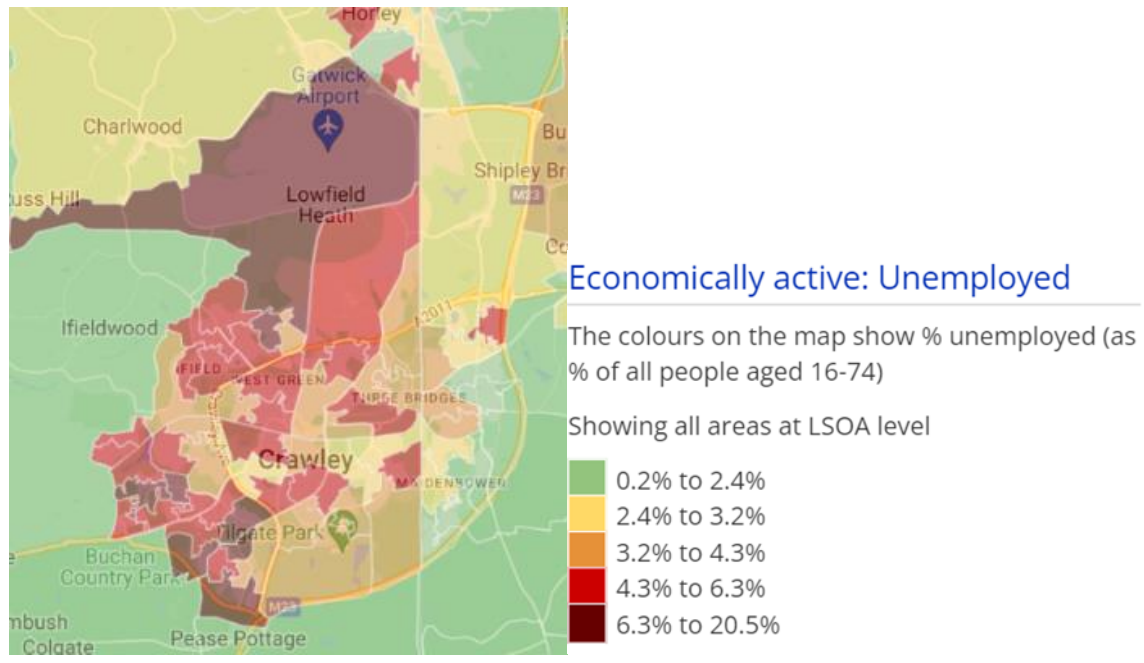 Horley
Gatwick
Airport
Charlwood
Bu
Shipley Br
M23
uss Hill
Lowfield
Heath
Co
A2011
Ifieldwood
IFIELD
WEST GREEN
THREE BRIDGES
Crawley
MAIDENBOWER
Tilgate Park
Buchan
Country Park
M23
mbush
Colgate
Pease Pottage
Economically active: Unemployed
The colours on the map show % unemployed (as
% of all people aged 16-74)
Showing all areas at LSOA level
0.2% to 2.4%
2.4% to 3.2%
3.2% to 4.3%
4.3% to 6.3%
6.3% to 20.5%